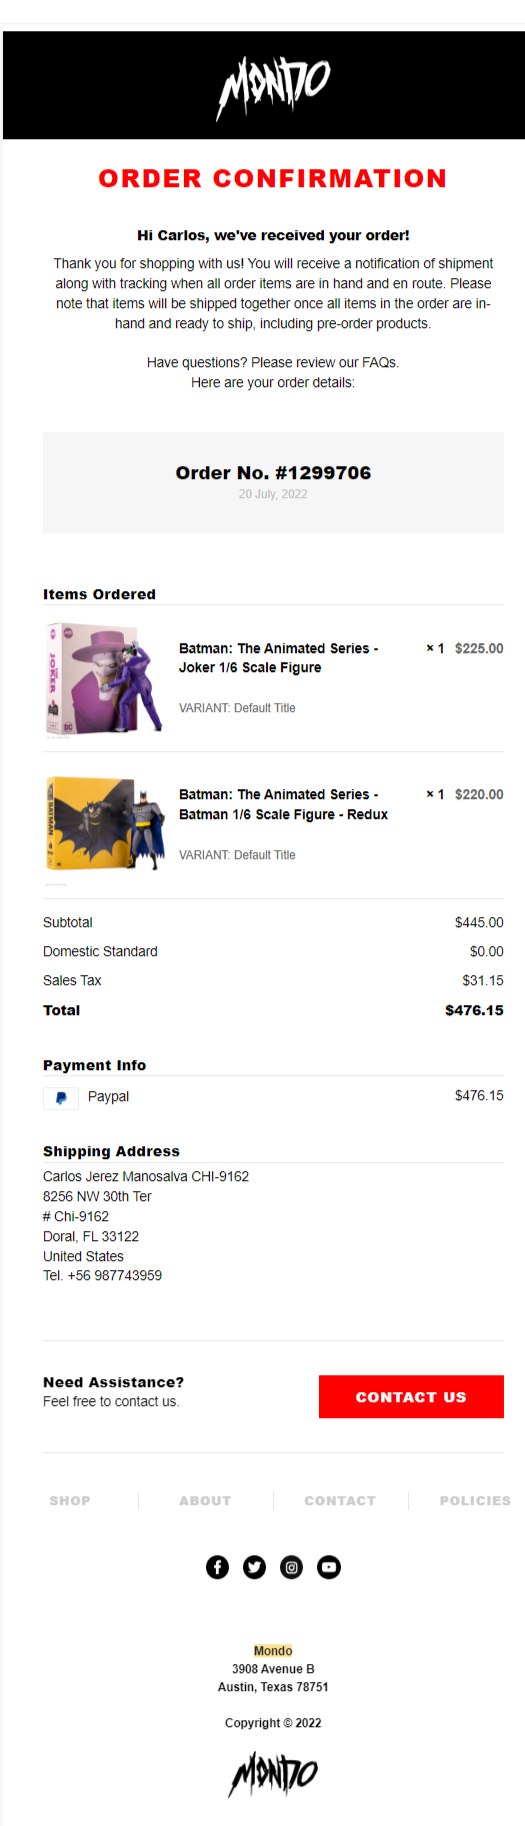 MONDO
ORDER CONFIRMATION
Hi Carlos, we've received your order!
Thank you for shopping with us! You will receive a notification of shipment
along with tracking when all order items are in hand and en route. Please
note that items will be shipped together once all items in the order are in-
hand and ready to ship, including pre-order products.
Have questions? Please review our FAQs.
Here are your order details:
Order No. #1299706
20 July, 2022
Items Ordered
JOKER
Batman: The Animated Series - × 1 $225.00
Joker 1/6 Scale Figure
VARIANT: Default Title
BATMAN
Batman: The Animated Series - × 1 $220.00
Batman 1/6 Scale Figure - Redux
VARIANT: Default Title
Subtotal $445.00
Domestic Standard $0.00
Sales Tax $31.15
Total $476.15
Payment Info
Paypal $476.15
Shipping Address
Carlos Jerez Manosalva CHI-9162
8256 NW 30th Ter
# Chi-9162
Doral, FL 33122
United States
Tel. +56 987743959
Need Assistance?
Feel free to contact us.
CONTACT US
SHOP ABOUT CONTACT POLICIES
Mondo
3908 Avenue B
Austin, Texas 78751
Copyright © 2022
MONDO